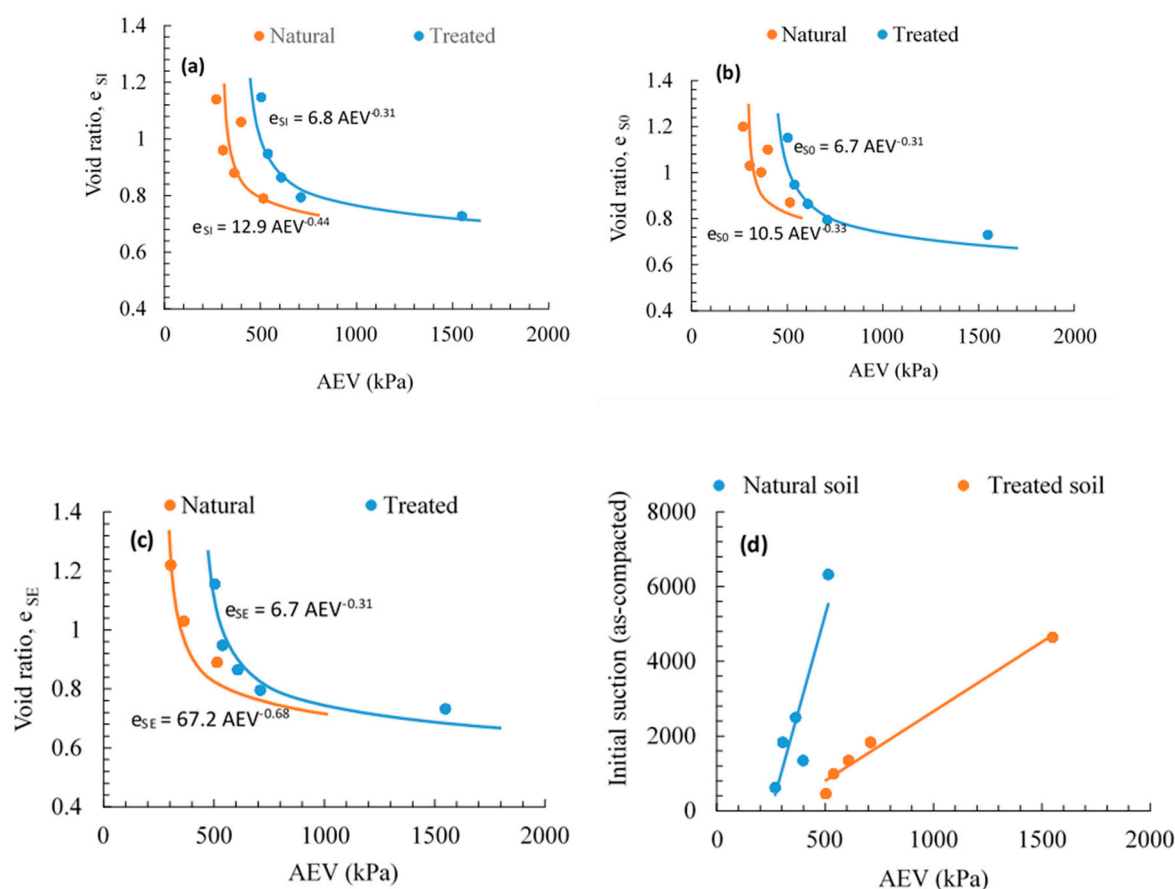 Natural Treated
(a)
Void ratio, e SI
1.4
1.2
1
0.8
0.6
0.4
eSI = 6.8 AEV-0.31
eSI = 12.9 AEV-0.44
0 500 1000 1500 2000
AEV (kPa)
Natural Treated
(b)
Void ratio, e S0
1.4
1.2
1
0.8
0.6
0.4
eS0 = 6.7 AEV-0.31
eS0 = 10.5 AEV-0.33
0 500 1000 1500 2000
AEV (kPa)
Natural Treated
(c)
Void ratio, e SE
1.4
1.2
1
0.8
0.6
0.4
eSE = 6.7 AEV-0.31
eSE = 67.2 AEV-0.68
0 500 1000 1500 2000
AEV (kPa)
Natural soil Treated soil
(d)
Initial suction (as-compacted)
8000
6000
4000
2000
0
0 500 1000 1500 2000
AEV (kPa)